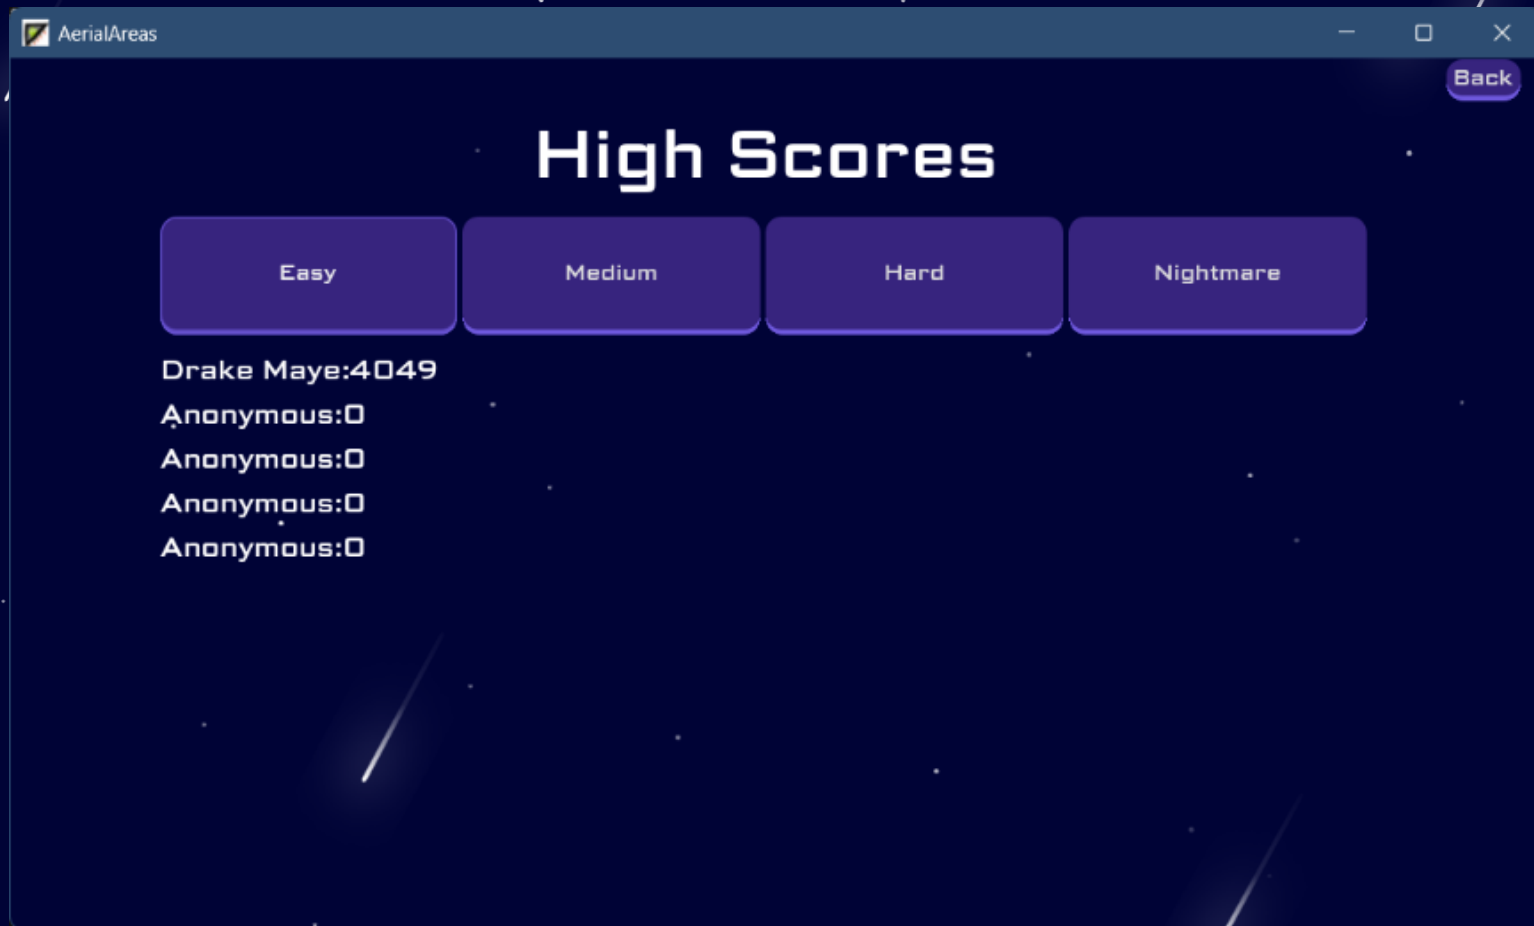 AerialAreas
Back
High Scores
Easy Medium Hard Nightmare
Drake Maye:4049
Anonymous:0
Anonymous:0
Anonymous:0
Anonymous:0